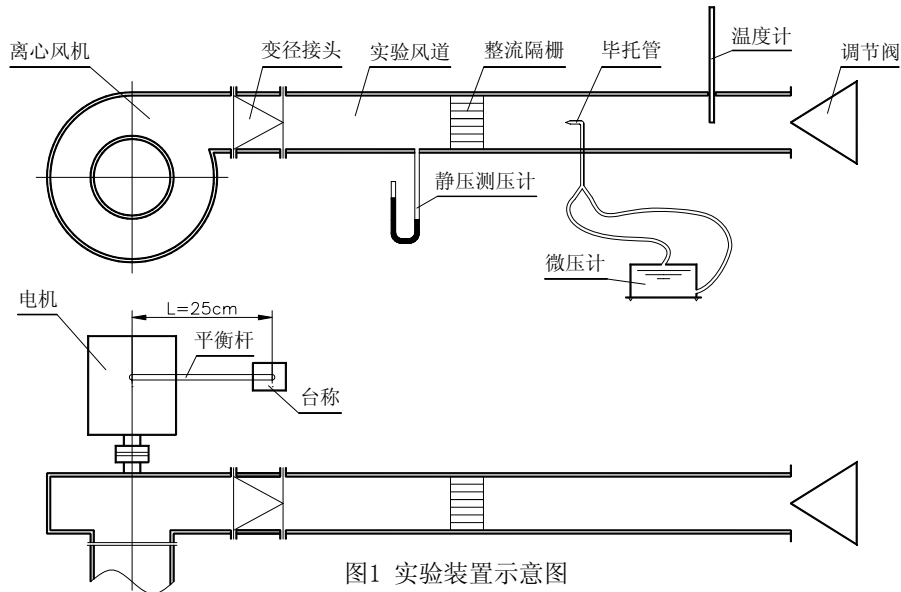 离心风机
变径接头
实验风道
整流隔栅
毕托管
温度计
调节阀
静压测压计
微压计
电机
L=25cm
平衡杆
台称
图1 实验装置示意图